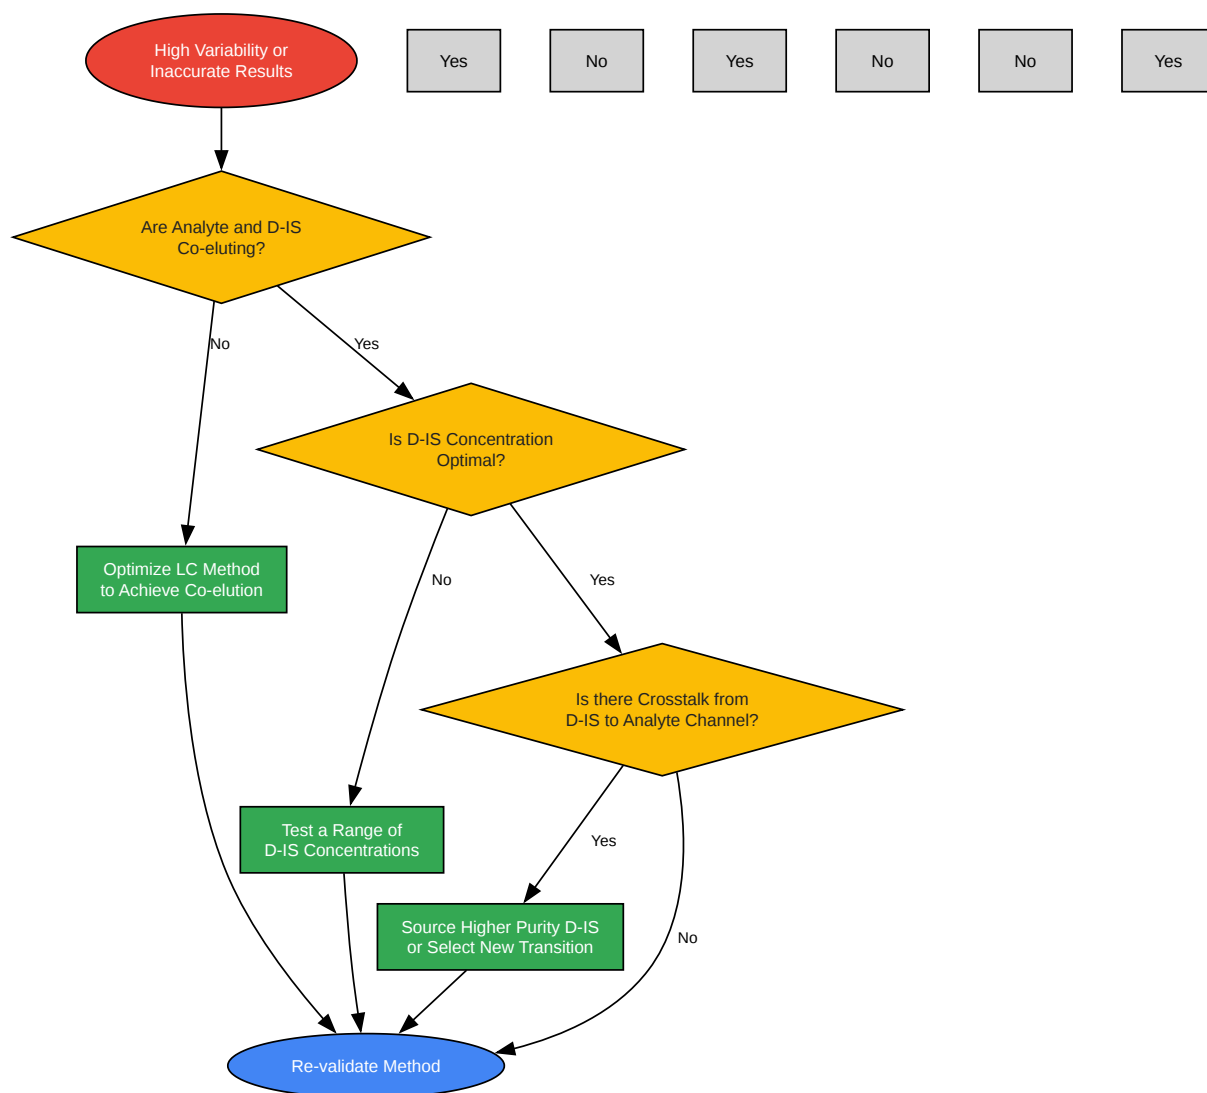 High Variability or
Inaccurate Results
Yes
No
Yes
No
No
Yes
Are Analyte and D-IS
Co-eluting?
No
Yes
Is D-IS Concentration
Optimal?
Optimize LC Method
to Achieve Co-elution
No
Yes
Is there Crosstalk from
D-IS to Analyte Channel?
Test a Range of
D-IS Concentrations
Yes
Source Higher Purity D-IS
or Select New Transition
No
Re-validate Method